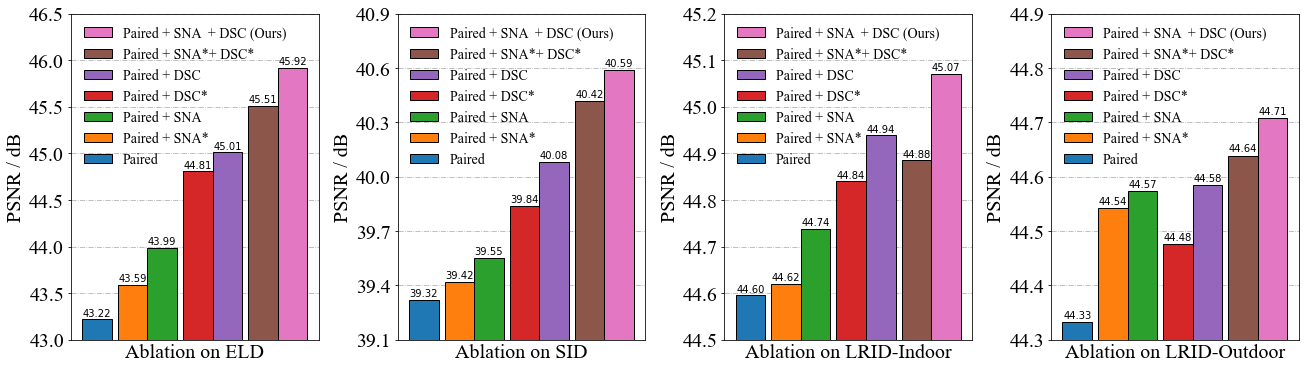 PSNR / dB
46.5
46.0
45.5
45.0
44.5
44.0
43.5
43.0
Paired + SNA + DSC (Ours)
Paired + SNA*+ DSC*
Paired + DSC
Paired + DSC*
Paired + SNA
Paired + SNA*
Paired
43.22
43.59
43.99
44.81
45.01
45.51
45.92
Ablation on ELD
PSNR / dB
40.9
40.6
40.3
40.0
39.7
39.4
39.1
Paired + SNA + DSC (Ours)
Paired + SNA*+ DSC*
Paired + DSC
Paired + DSC*
Paired + SNA
Paired + SNA*
Paired
39.32
39.42
39.55
39.84
40.08
40.42
40.59
Ablation on SID
PSNR / dB
45.2
45.1
45.0
44.9
44.8
44.7
44.6
44.5
Paired + SNA + DSC (Ours)
Paired + SNA*+ DSC*
Paired + DSC
Paired + DSC*
Paired + SNA
Paired + SNA*
Paired
44.60
44.62
44.74
44.84
44.94
44.88
45.07
Ablation on LRID-Indoor
PSNR / dB
44.9
44.8
44.7
44.6
44.5
44.4
44.3
Paired + SNA + DSC (Ours)
Paired + SNA*+ DSC*
Paired + DSC
Paired + DSC*
Paired + SNA
Paired + SNA*
Paired
44.33
44.54
44.57
44.48
44.58
44.64
44.71
Ablation on LRID-Outdoor